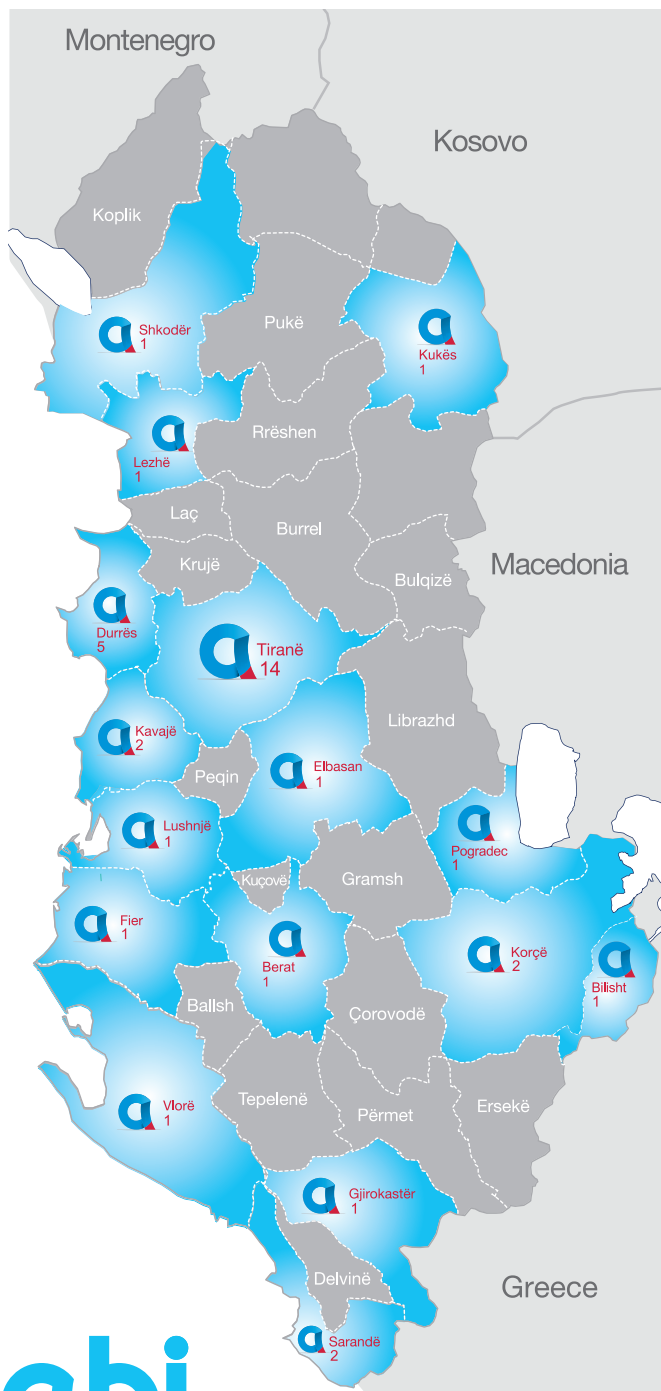 Montenegro
Kosovo
Koplik
Shkodër
1
Pukë
Kukës
1
Lezhë
1
Rrëshen
Laç
Burrel
Krujë
Bulqizë
Macedonia
Durrës
5
Tiranë
14
Librazhd
Kavajë
2
Peqin
Elbasan
1
Lushnjë
1
Pogradec
1
Kuçovë
Gramsh
Fier
1
Berat
1
Korçë
2
Bilisht
1
Ballsh
Çorovodë
Vlorë
1
Tepelenë
Përmet
Ersekë
Gjirokastër
1
Delvinë
Greece
Sarandë
2
abi